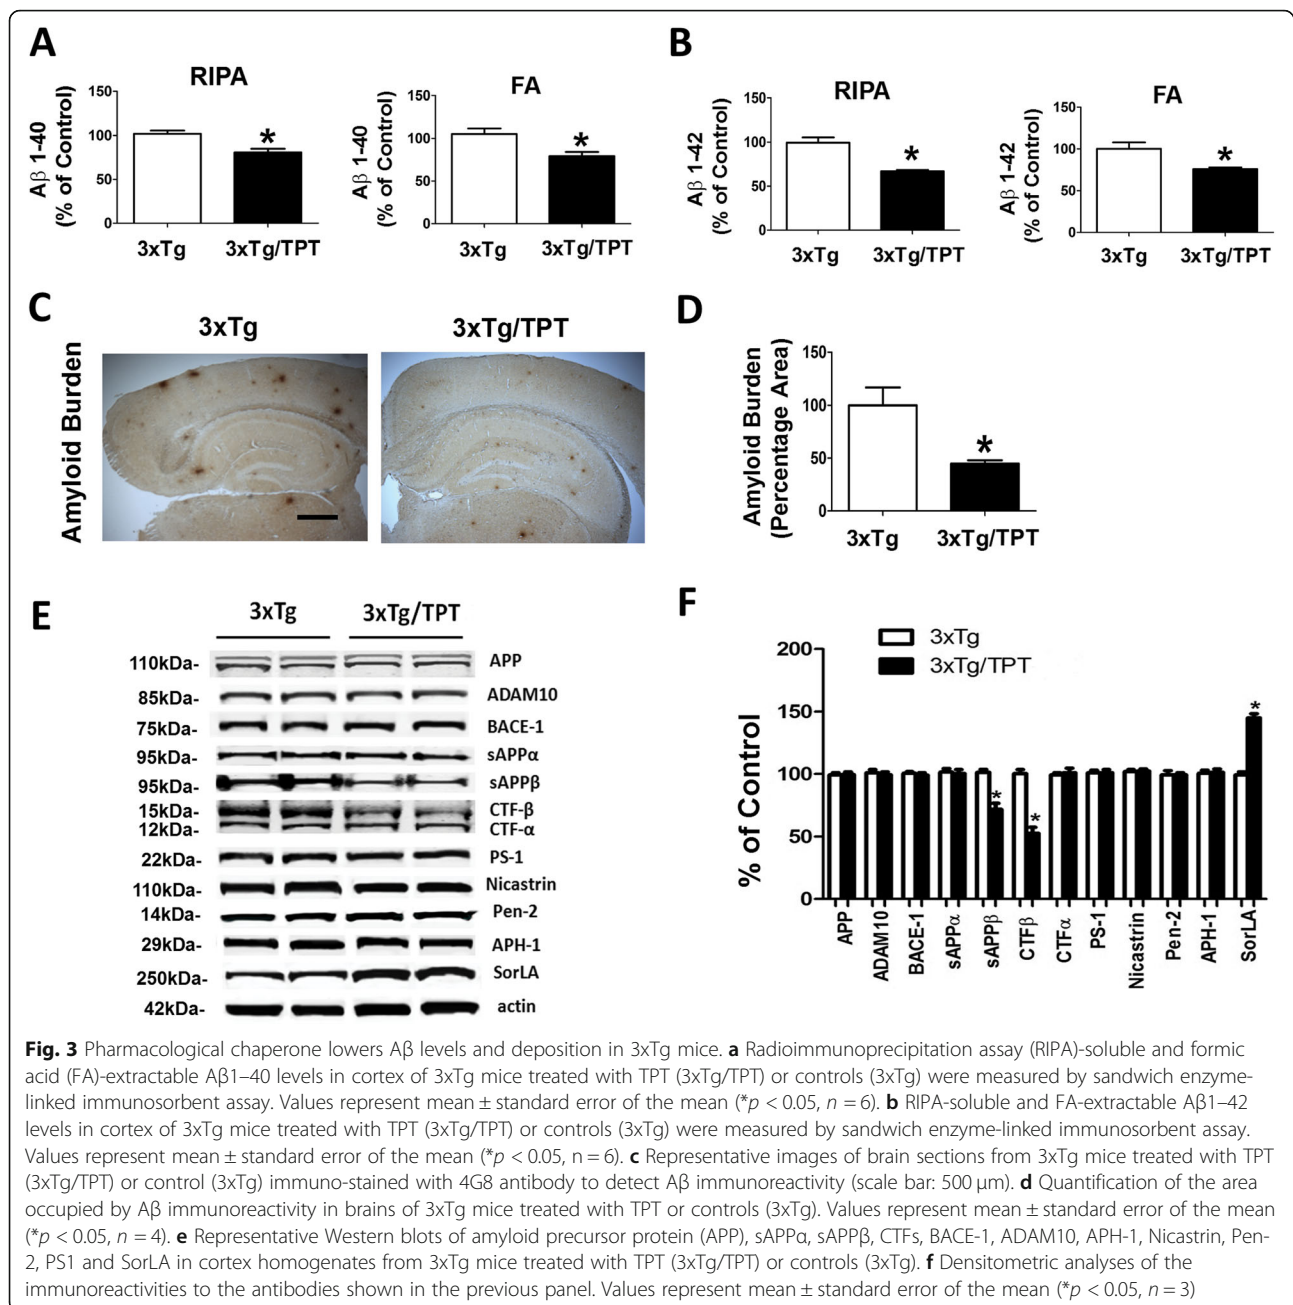 A
RIPA
Aβ 1-40
(% of Control)
150
100
50
0
3xTg 3xTg/TPT
*
FA
Aβ 1-40
(% of Control)
150
100
50
0
3xTg 3xTg/TPT
*
B
RIPA
Aβ 1-42
(% of Control)
150
100
50
0
3xTg 3xTg/TPT
*
FA
Aβ 1-42
(% of Control)
150
100
50
0
3xTg 3xTg/TPT
*
C
3xTg 3xTg/TPT
Amyloid Burden
D
Amyloid Burden
(Percentage Area)
150
100
50
0
3xTg 3xTg/TPT
*
E
3xTg 3xTg/TPT
110kDa- APP
85kDa- ADAM10
75kDa- BACE-1
95kDa- sAPPα
95kDa- sAPPβ
15kDa- CTF-β
12kDa- CTF-α
22kDa- PS-1
110kDa- Nicastrin
14kDa- Pen-2
29kDa- APH-1
250kDa- SorLA
42kDa- actin
F
3xTg
3xTg/TPT
% of Control
200
150
100
50
0
* * *
APP ADAM10 BACE-1 sAPPα sAPPβ CTFβ CTFα PS-1 Nicastrin Pen-2 APH-1 SorLA
Fig. 3 Pharmacological chaperone lowers Aβ levels and deposition in 3xTg mice. a Radioimmunoprecipitation assay (RIPA)-soluble and formic
acid (FA)-extractable Aβ1–40 levels in cortex of 3xTg mice treated with TPT (3xTg/TPT) or controls (3xTg) were measured by sandwich enzyme-
linked immunosorbent assay. Values represent mean ± standard error of the mean (*p < 0.05, n = 6). b RIPA-soluble and FA-extractable Aβ1–42
levels in cortex of 3xTg mice treated with TPT (3xTg/TPT) or controls (3xTg) were measured by sandwich enzyme-linked immunosorbent assay.
Values represent mean ± standard error of the mean (*p < 0.05, n = 6). c Representative images of brain sections from 3xTg mice treated with TPT
(3xTg/TPT) or control (3xTg) immuno-stained with 4G8 antibody to detect Aβ immunoreactivity (scale bar: 500 μm). d Quantification of the area
occupied by Aβ immunoreactivity in brains of 3xTg mice treated with TPT or controls (3xTg). Values represent mean ± standard error of the mean
(*p < 0.05, n = 4). e Representative Western blots of amyloid precursor protein (APP), sAPPα, sAPPβ, CTFs, BACE-1, ADAM10, APH-1, Nicastrin, Pen-
2, PS1 and SorLA in cortex homogenates from 3xTg mice treated with TPT (3xTg/TPT) or controls (3xTg). f Densitometric analyses of the
immunoreactivities to the antibodies shown in the previous panel. Values represent mean ± standard error of the mean (*p < 0.05, n = 3)